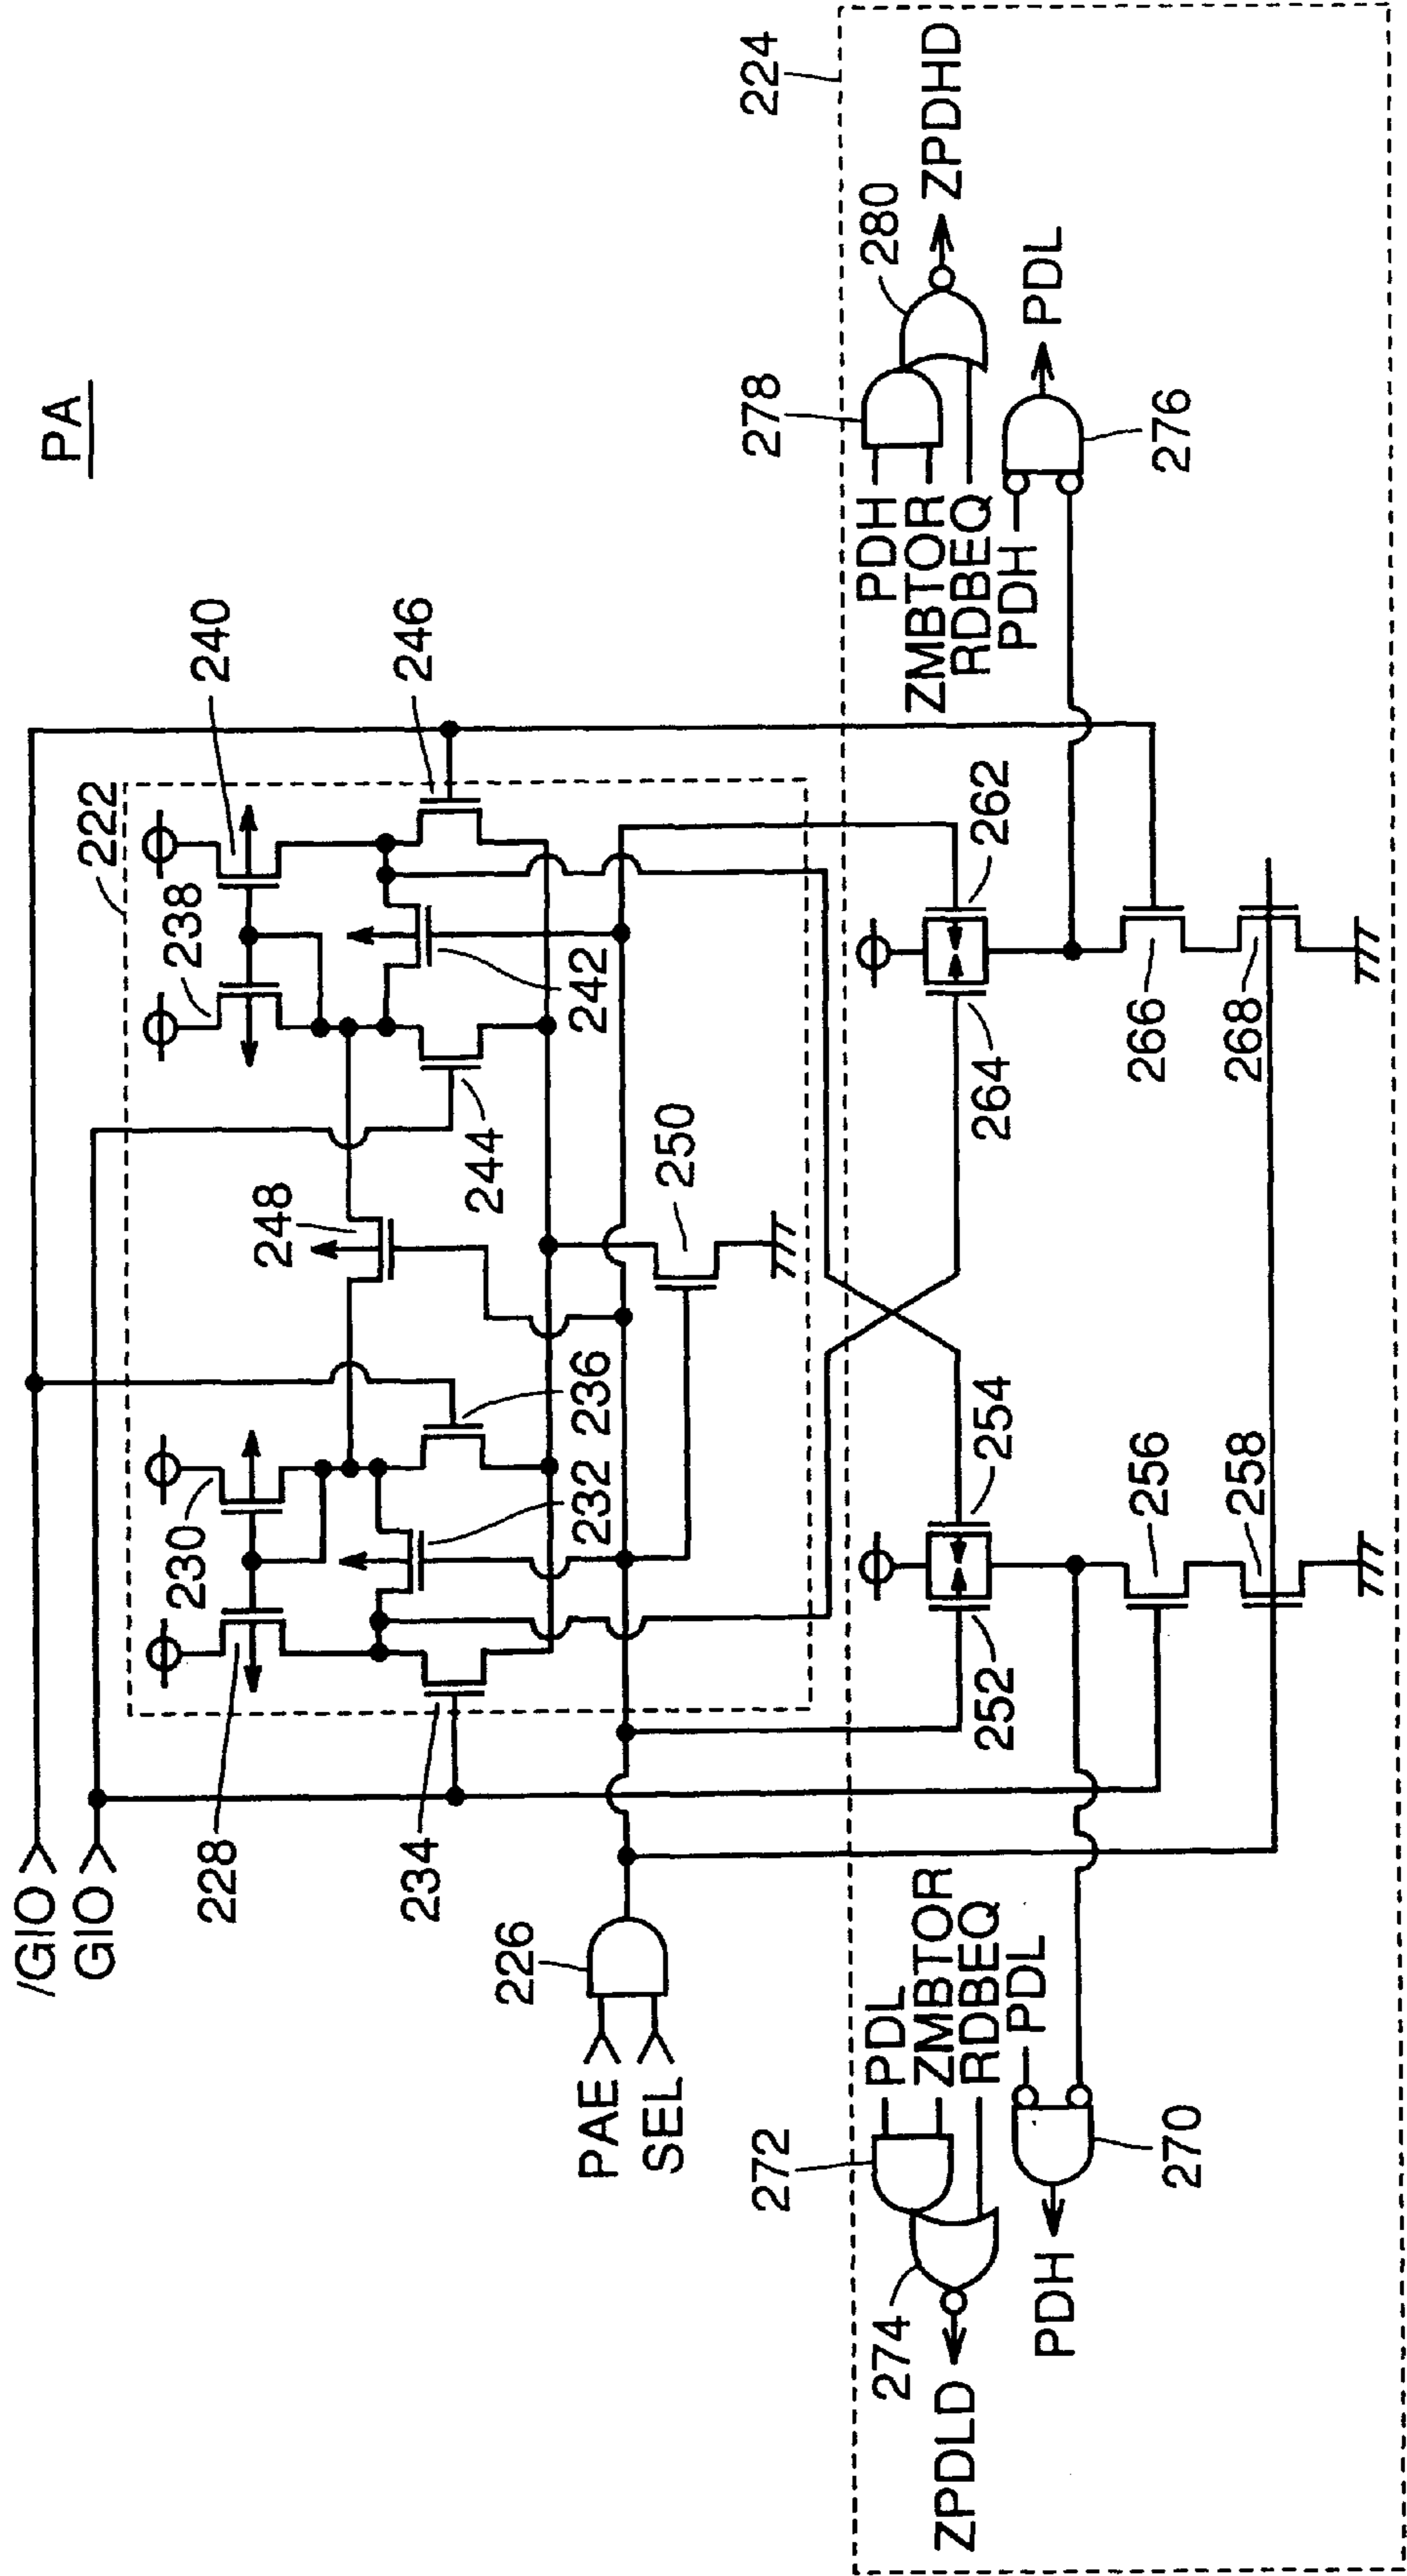 PA
/GIO
GIO
222
228
230
238
240
248
234
232
236
244
242
246
250
226
PAE
SEL
224
272
PDL
ZMBTOR
RDBEQ
PDL
274
ZPDLD
PDH
270
252
254
256
258
264
262
266
268
278
280
PDH
ZMBTOR
RDBEQ
PDH
ZPDHD
PDL
276